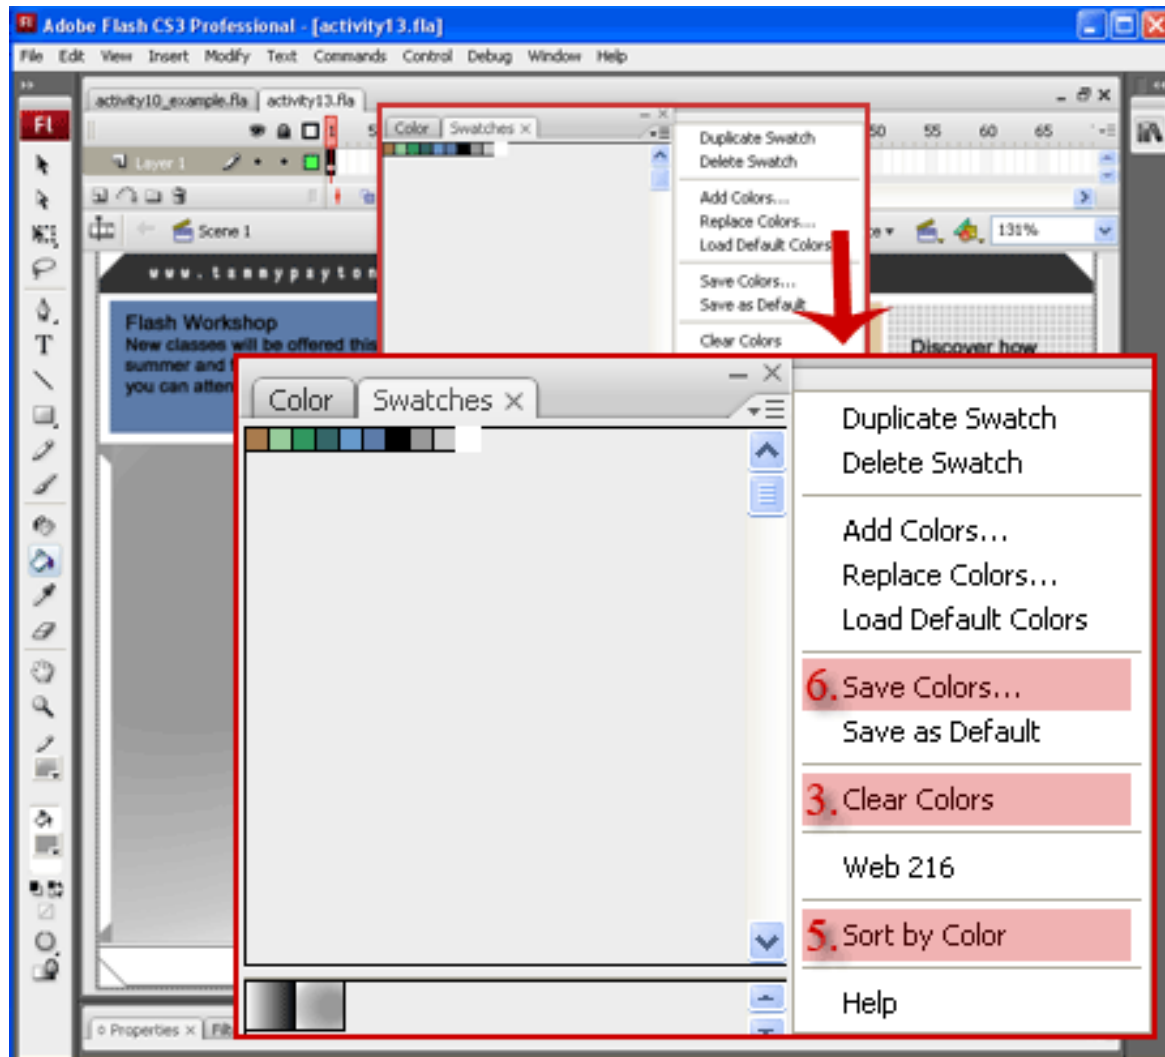 Adobe Flash CS3 Professional - [activity13.fla]
File Edit View Insert Modify Text Commands Control Debug Window Help
activity10_example.fla activity13.fla
Fl
1 5
50 55 60 65
Layer 1
Scene 1
131%
www.tammypayton
Flash Workshop
New classes will be offered this
summer and
you can atten
Discover how
Color Swatches ×
Duplicate Swatch
Delete Swatch
Add Colors...
Replace Colors...
Load Default Colors
Save Colors...
Save as Default
Clear Colors
Color Swatches ×
Duplicate Swatch
Delete Swatch
Add Colors...
Replace Colors...
Load Default Colors
6. Save Colors...
Save as Default
3. Clear Colors
Web 216
5. Sort by Color
Help
Properties ×